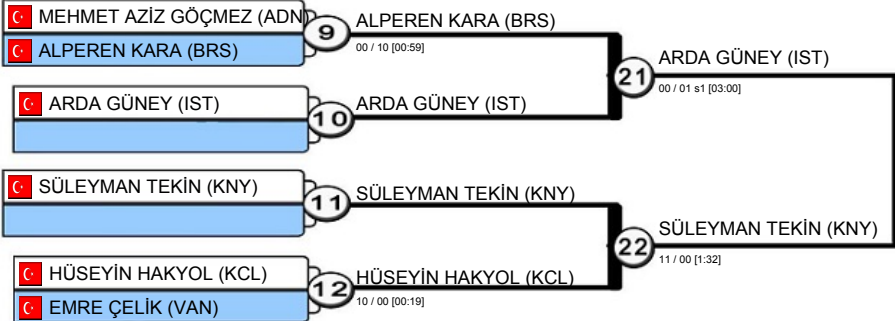 MEHMET AZİZ GÖÇMEZ (ADN
ALPEREN KARA (BRS)
9
ALPEREN KARA (BRS)
00 / 10 [00:59]
ARDA GÜNEY (IST)
10
ARDA GÜNEY (IST)
21
ARDA GÜNEY (IST)
00 / 01 s1 [03:00]
SÜLEYMAN TEKİN (KNY)
11
SÜLEYMAN TEKİN (KNY)
HÜSEYİN HAKYOL (KCL)
EMRE ÇELİK (VAN)
12
HÜSEYİN HAKYOL (KCL)
10 / 00 [00:19]
22
SÜLEYMAN TEKİN (KNY)
11 / 00 [1:32]